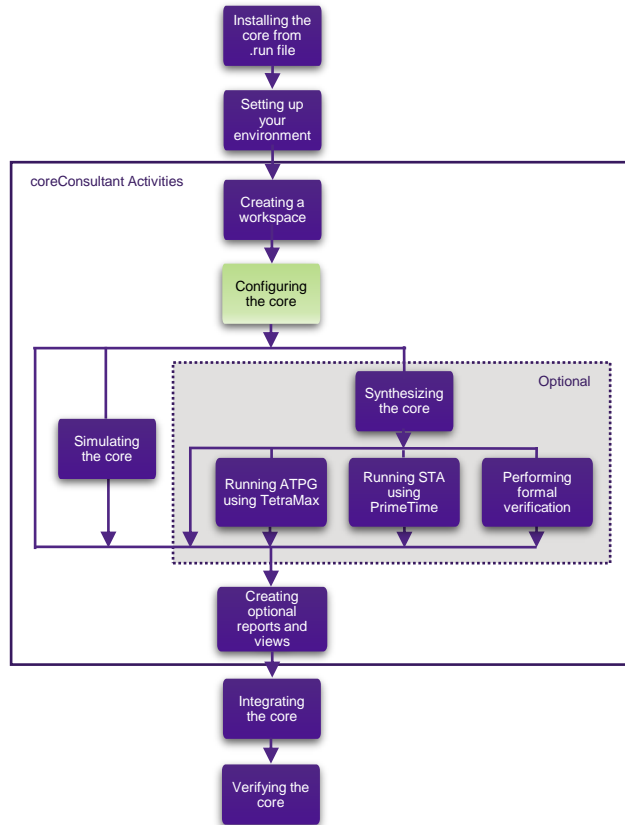 Installing the
core from
.run file
Setting up
your
environment
coreConsultant Activities
Creating a
workspace
Configuring
the core
Optional
Synthesizing
the core
Simulating
the core
Running ATPG
using TetraMax
Running STA
using
PrimeTime
Performing
formal
verification
Creating
optional
reports and
views
Integrating
the core
Verifying the
core